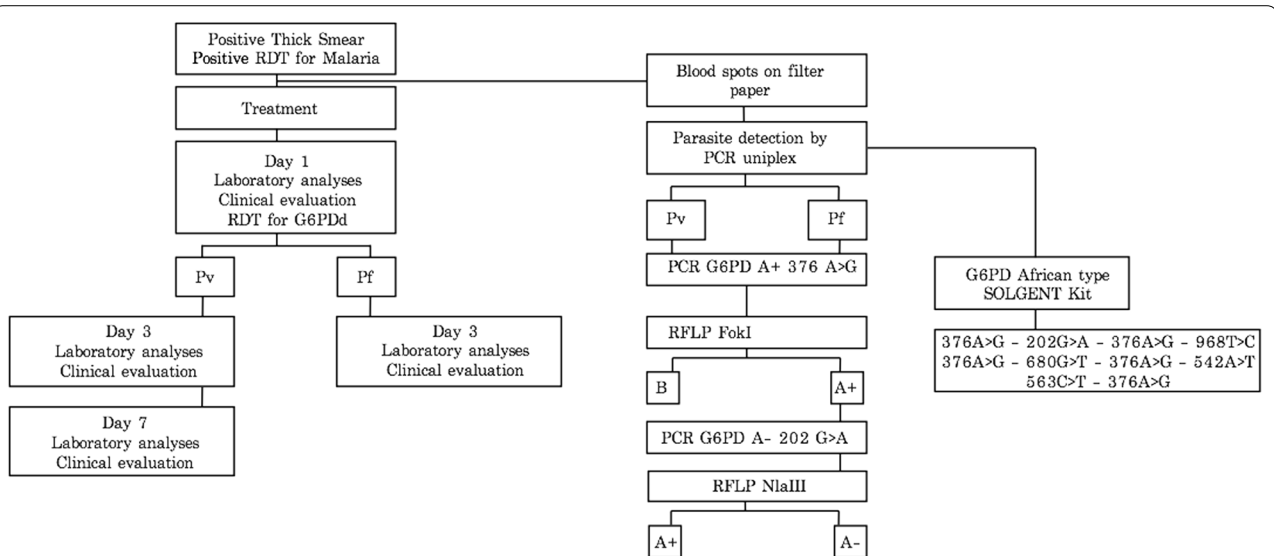 Positive Thick Smear
Positive RDT for Malaria
Treatment
Day 1
Laboratory analyses
Clinical evaluation
RDT for G6PDd
Pv
Pf
Day 3
Laboratory analyses
Clinical evaluation
Day 3
Laboratory analyses
Clinical evaluation
Day 7
Laboratory analyses
Clinical evaluation
Blood spots on filter
paper
Parasite detection by
PCR uniplex
Pv
Pf
PCR G6PD A+ 376 A>G
RFLP FokI
B
A+
PCR G6PD A- 202 G>A
RFLP NlaIII
A+
A-
G6PD African type
SOLGENT Kit
376A>G - 202G>A - 376A>G - 968T>C
376A>G - 680G>T - 376A>G - 542A>T
563C>T - 376A>G